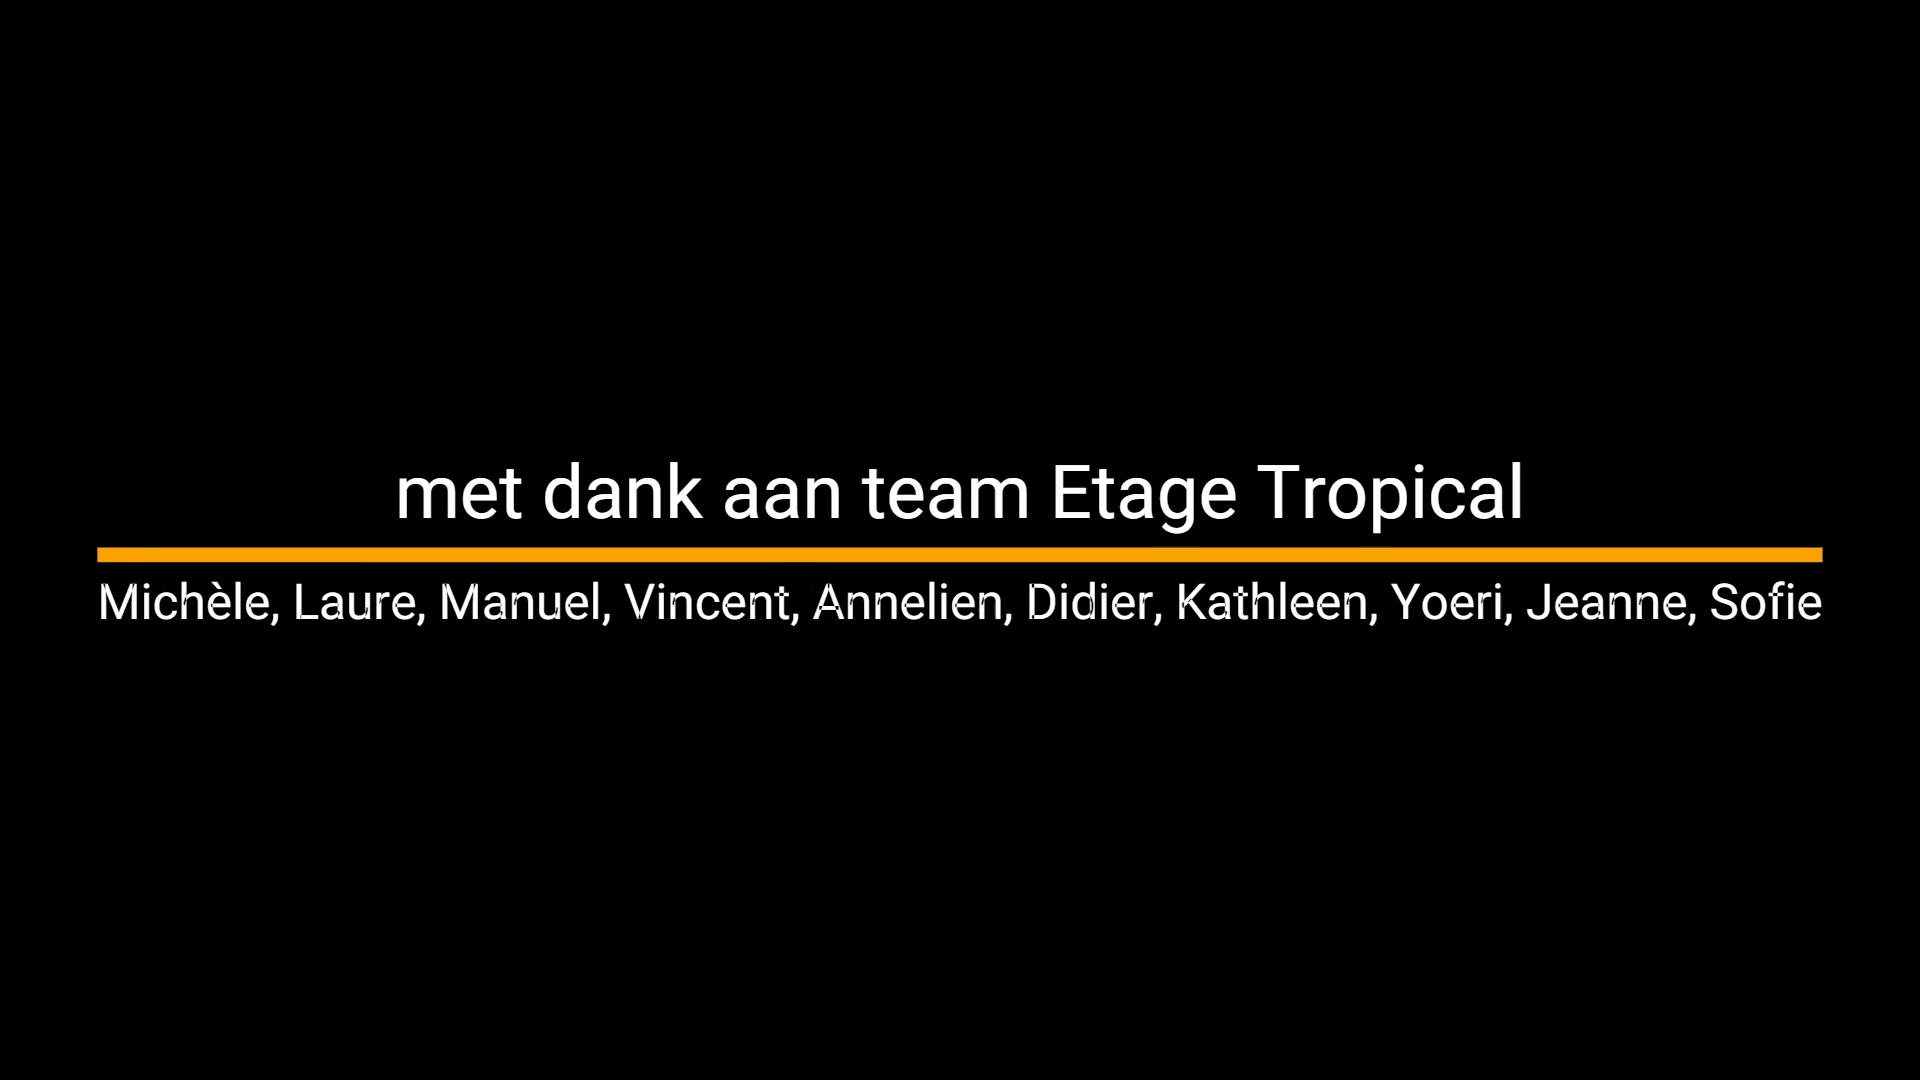 met dank aan team Etage Tropical
Michèle, Laure, Manuel, Vincent, Annelien, Didier, Kathleen, Yoeri, Jeanne, Sofie